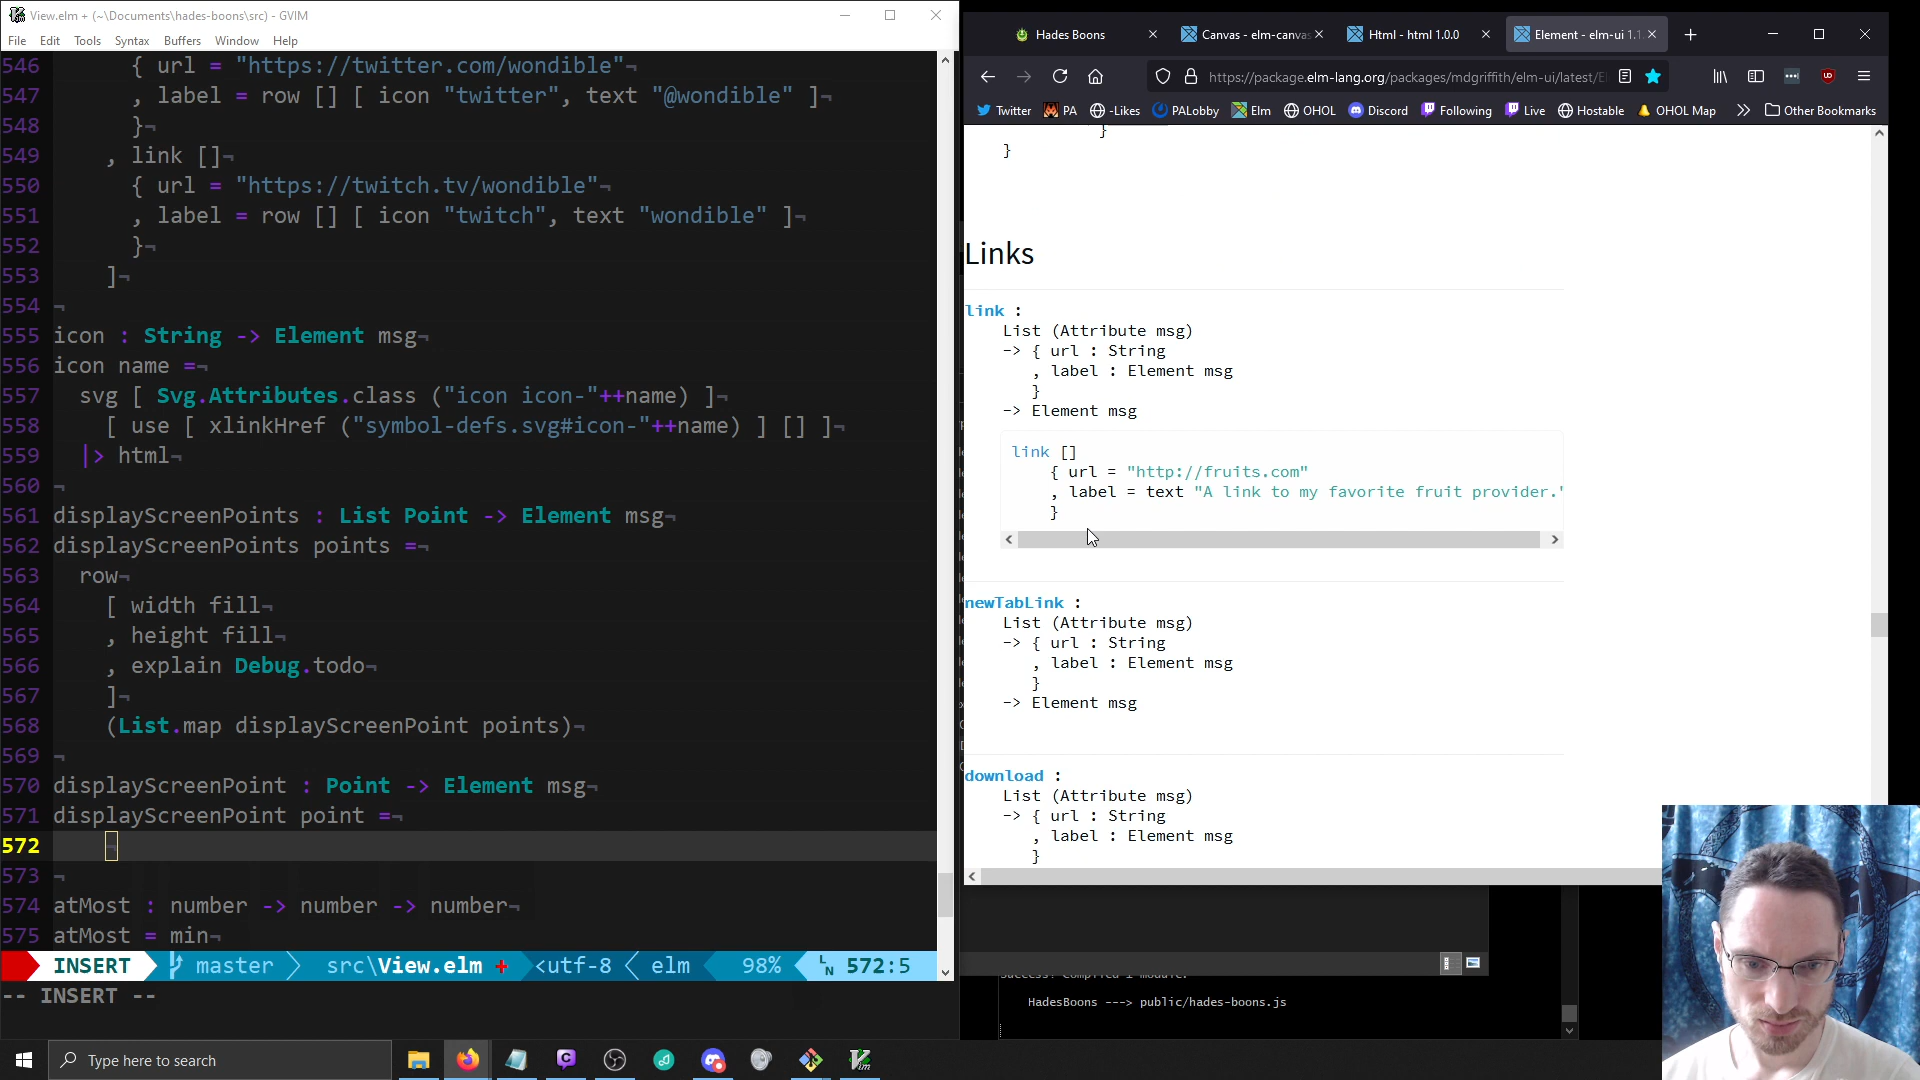 View.elm + (~\Documents\hades-boons\src) - GVIM
File Edit Tools Syntax Buffers Window Help
546 { url = "https://twitter.com/wondible"¬
547 , label = row [] [ icon "twitter", text "@wondible" ]¬
548 }¬
549 , link []¬
550 { url = "https://twitch.tv/wondible"¬
551 , label = row [] [ icon "twitch", text "wondible" ]¬
552 }¬
553 ]¬
554 ¬
555 icon : String -> Element msg¬
556 icon name =¬
557 svg [ Svg.Attributes.class ("icon icon-"++name) ]¬
558 [ use [ xlinkHref ("symbol-defs.svg#icon-"++name) ] [] ]¬
559 |> html¬
560 ¬
561 displayScreenPoints : List Point -> Element msg¬
562 displayScreenPoints points =¬
563 row¬
564 [ width fill¬
565 , height fill¬
566 , explain Debug.todo¬
567 ]¬
568 (List.map displayScreenPoint points)¬
569 ¬
570 displayScreenPoint : Point -> Element msg¬
571 displayScreenPoint point =¬
572 ¬
573 ¬
574 atMost : number -> number -> number¬
575 atMost = min¬
INSERT master src\View.elm + <utf-8 elm 98% LN 572:5
-- INSERT --
Hades Boons
Canvas - elm-canvas
Html - html 1.0.0
Element - elm-ui 1.1
https://package.elm-lang.org/packages/mdgriffith/elm-ui/latest/El
Twitter PA -Likes PALobby Elm OHOL Discord Following Live Hostable OHOL Map Other Bookmarks
}
}
Links
link :
List (Attribute msg)
-> { url : String
, label : Element msg
}
-> Element msg
link []
{ url = "http://fruits.com"
, label = text "A link to my favorite fruit provider."
}
newTabLink :
List (Attribute msg)
-> { url : String
, label : Element msg
}
-> Element msg
download :
List (Attribute msg)
-> { url : String
, label : Element msg
}
Success! Compiled 1 module.
HadesBoons ---> public/hades-boons.js
Type here to search